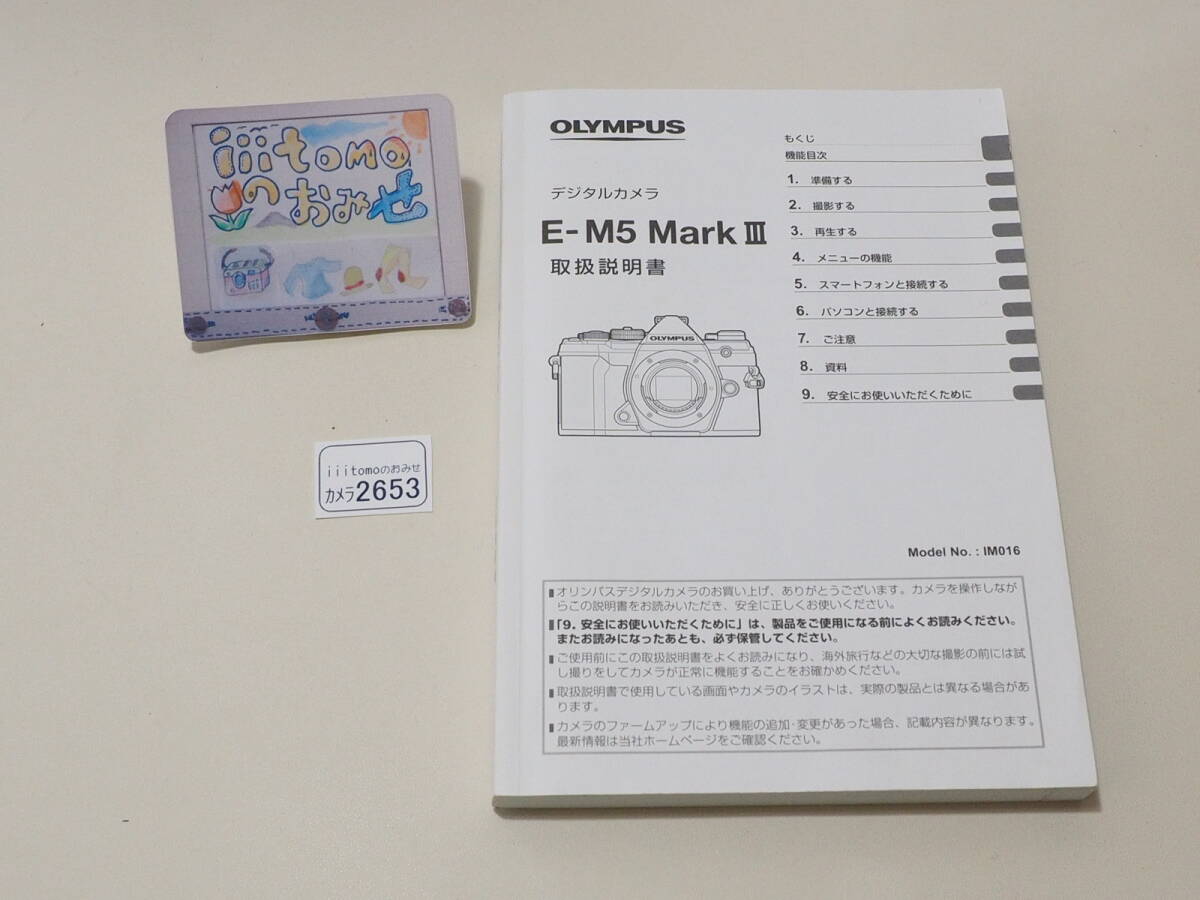 iiitomo
の おみせ
iii
iiitomoのおみせ
カメラ2653
OLYMPUS
デジタルカメラ
E-M5 Mark III
取扱説明書
OLYMPUS
もくじ
機能目次
1. 準備する
2. 撮影する
3. 再生する
4. メニューの機能
5. スマートフォンと接続する
6. パソコンと接続する
7. ご注意
8. 資料
9. 安全にお使いいただくために
Model No. : IM016
オリンパスデジタルカメラのお買い上げ、ありがとうございます。カメラを操作しなが
らこの説明書をお読みいただき、安全に正しくお使いください。
「9. 安全にお使いいただくために」は、製品をご使用になる前によくお読みください。
またお読みになったあとも、必ず保管してください。
ご使用前にこの取扱説明書をよくお読みになり、海外旅行などの大切な撮影の前には試
し撮りをしてカメラが正常に機能することをお確かめください。
取扱説明書で使用している画面やカメラのイラストは、実際の製品とは異なる場合があ
ります。
カメラのファームアップにより機能の追加・変更があった場合、記載内容が異なります。
最新情報は当社ホームページをご確認ください。